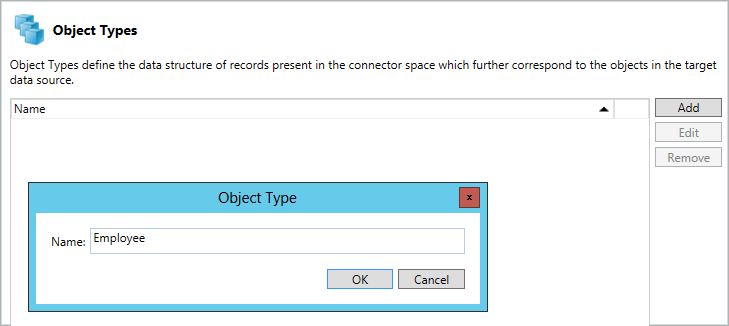 Object Types
Object Types define the data structure of records present in the connector space which further correspond to the objects in the target
data source.
Name
Add
Edit
Remove
Object Type
x
Name: Employee
OK Cancel